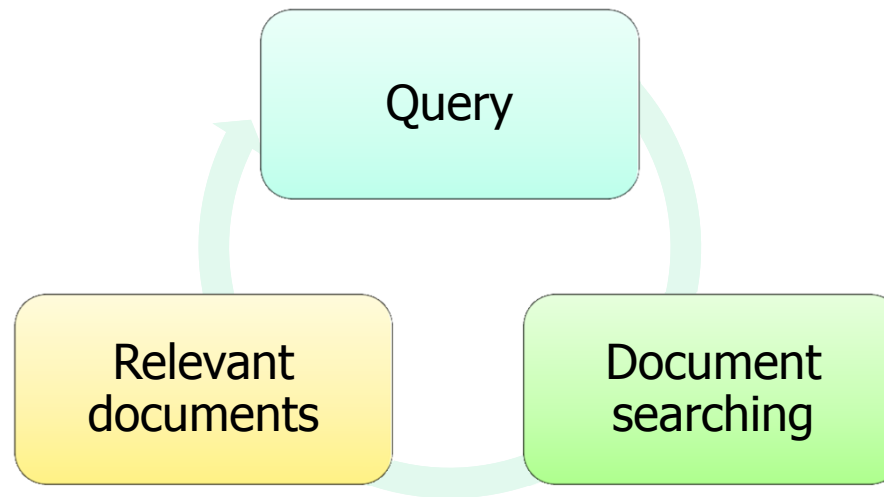 Query
Relevant
documents
Document
searching